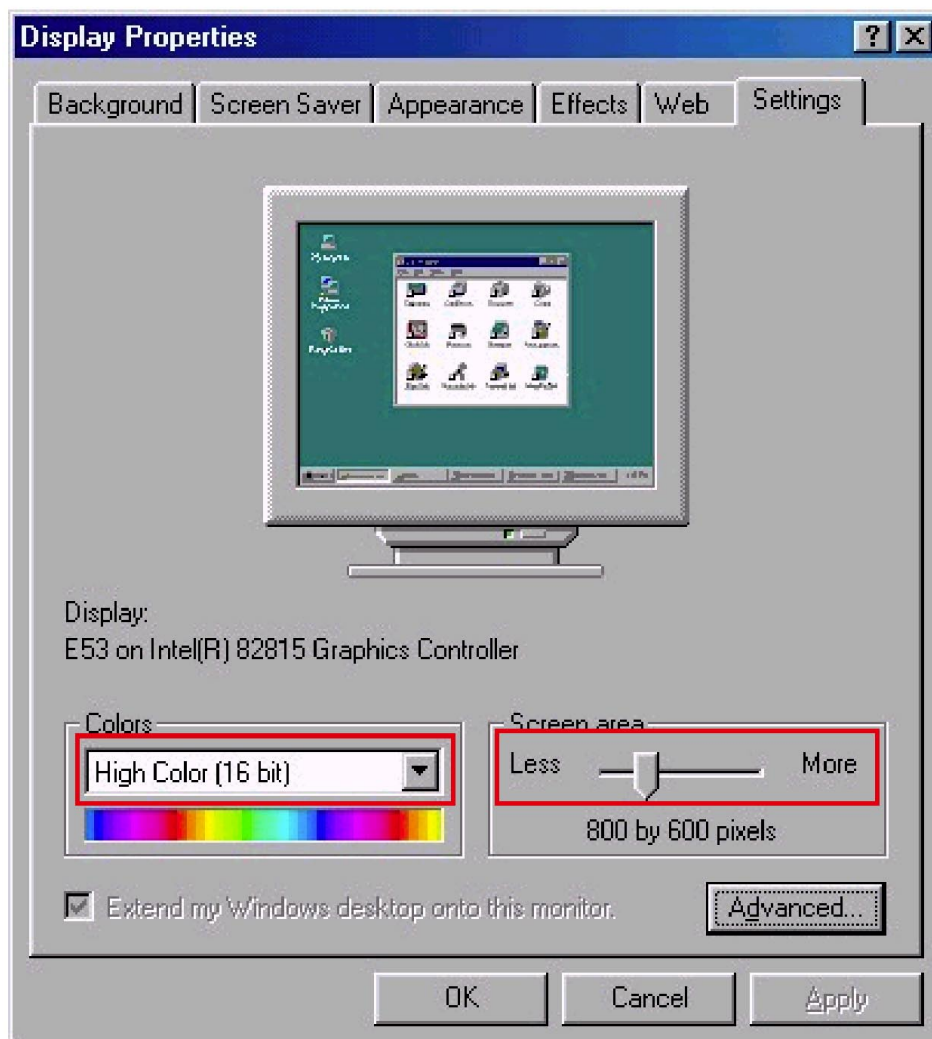 Display Properties
Background Screen Saver Appearance Effects Web Settings
Display:
E53 on Intel(R) 82815 Graphics Controller
Colors
High Color (16 bit)
Screen area
Less More
800 by 600 pixels
Extend my Windows desktop onto this monitor.
Advanced...
OK Cancel Apply